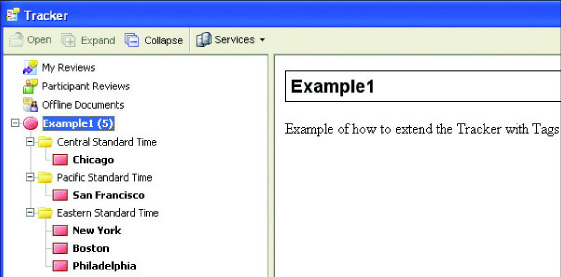 Tracker
Open Expand Collapse Services
My Reviews
Participant Reviews
Offline Documents
Example1 (5)
Central Standard Time
Chicago
Pacific Standard Time
San Francisco
Eastern Standard Time
New York
Boston
Philadelphia
Example1
Example of how to extend the Tracker with Tags